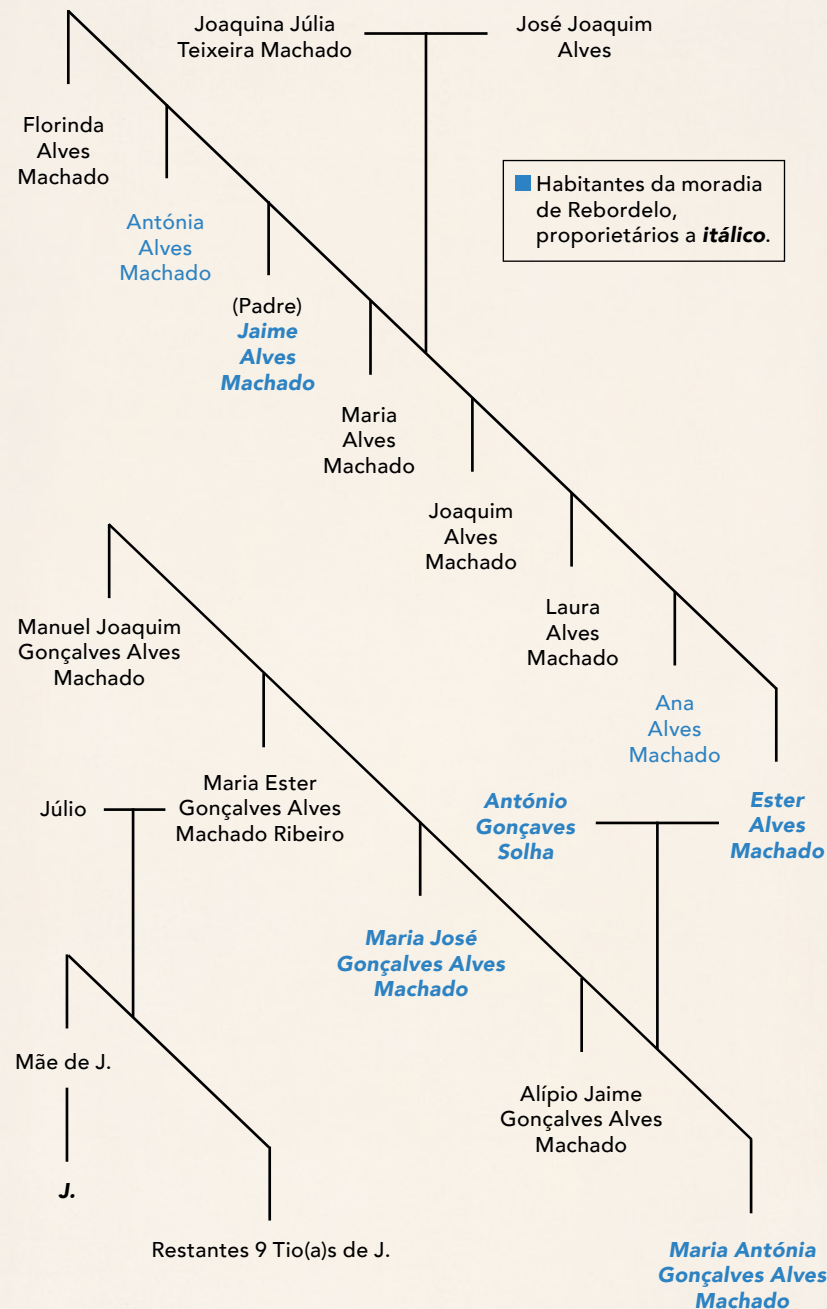 Joaquina Júlia
Teixeira Machado
José Joaquim
Alves
Florinda
Alves
Machado
Habitantes da moradia
de Rebordelo,
proporietários a itálico.
Antónia
Alves
Machado
(Padre)
Jaime
Alves
Machado
Maria
Alves
Machado
Joaquim
Alves
Machado
Laura
Alves
Machado
Ana
Alves
Machado
Manuel Joaquim
Gonçalves Alves
Machado
Júlio
Maria Ester
Gonçalves Alves
Machado Ribeiro
António
Gonçaves
Solha
Ester
Alves
Machado
Maria José
Gonçalves Alves
Machado
Mãe de J.
Alípio Jaime
Gonçalves Alves
Machado
J.
Restantes 9 Tio(a)s de J.
Maria Antónia
Gonçalves Alves
Machado